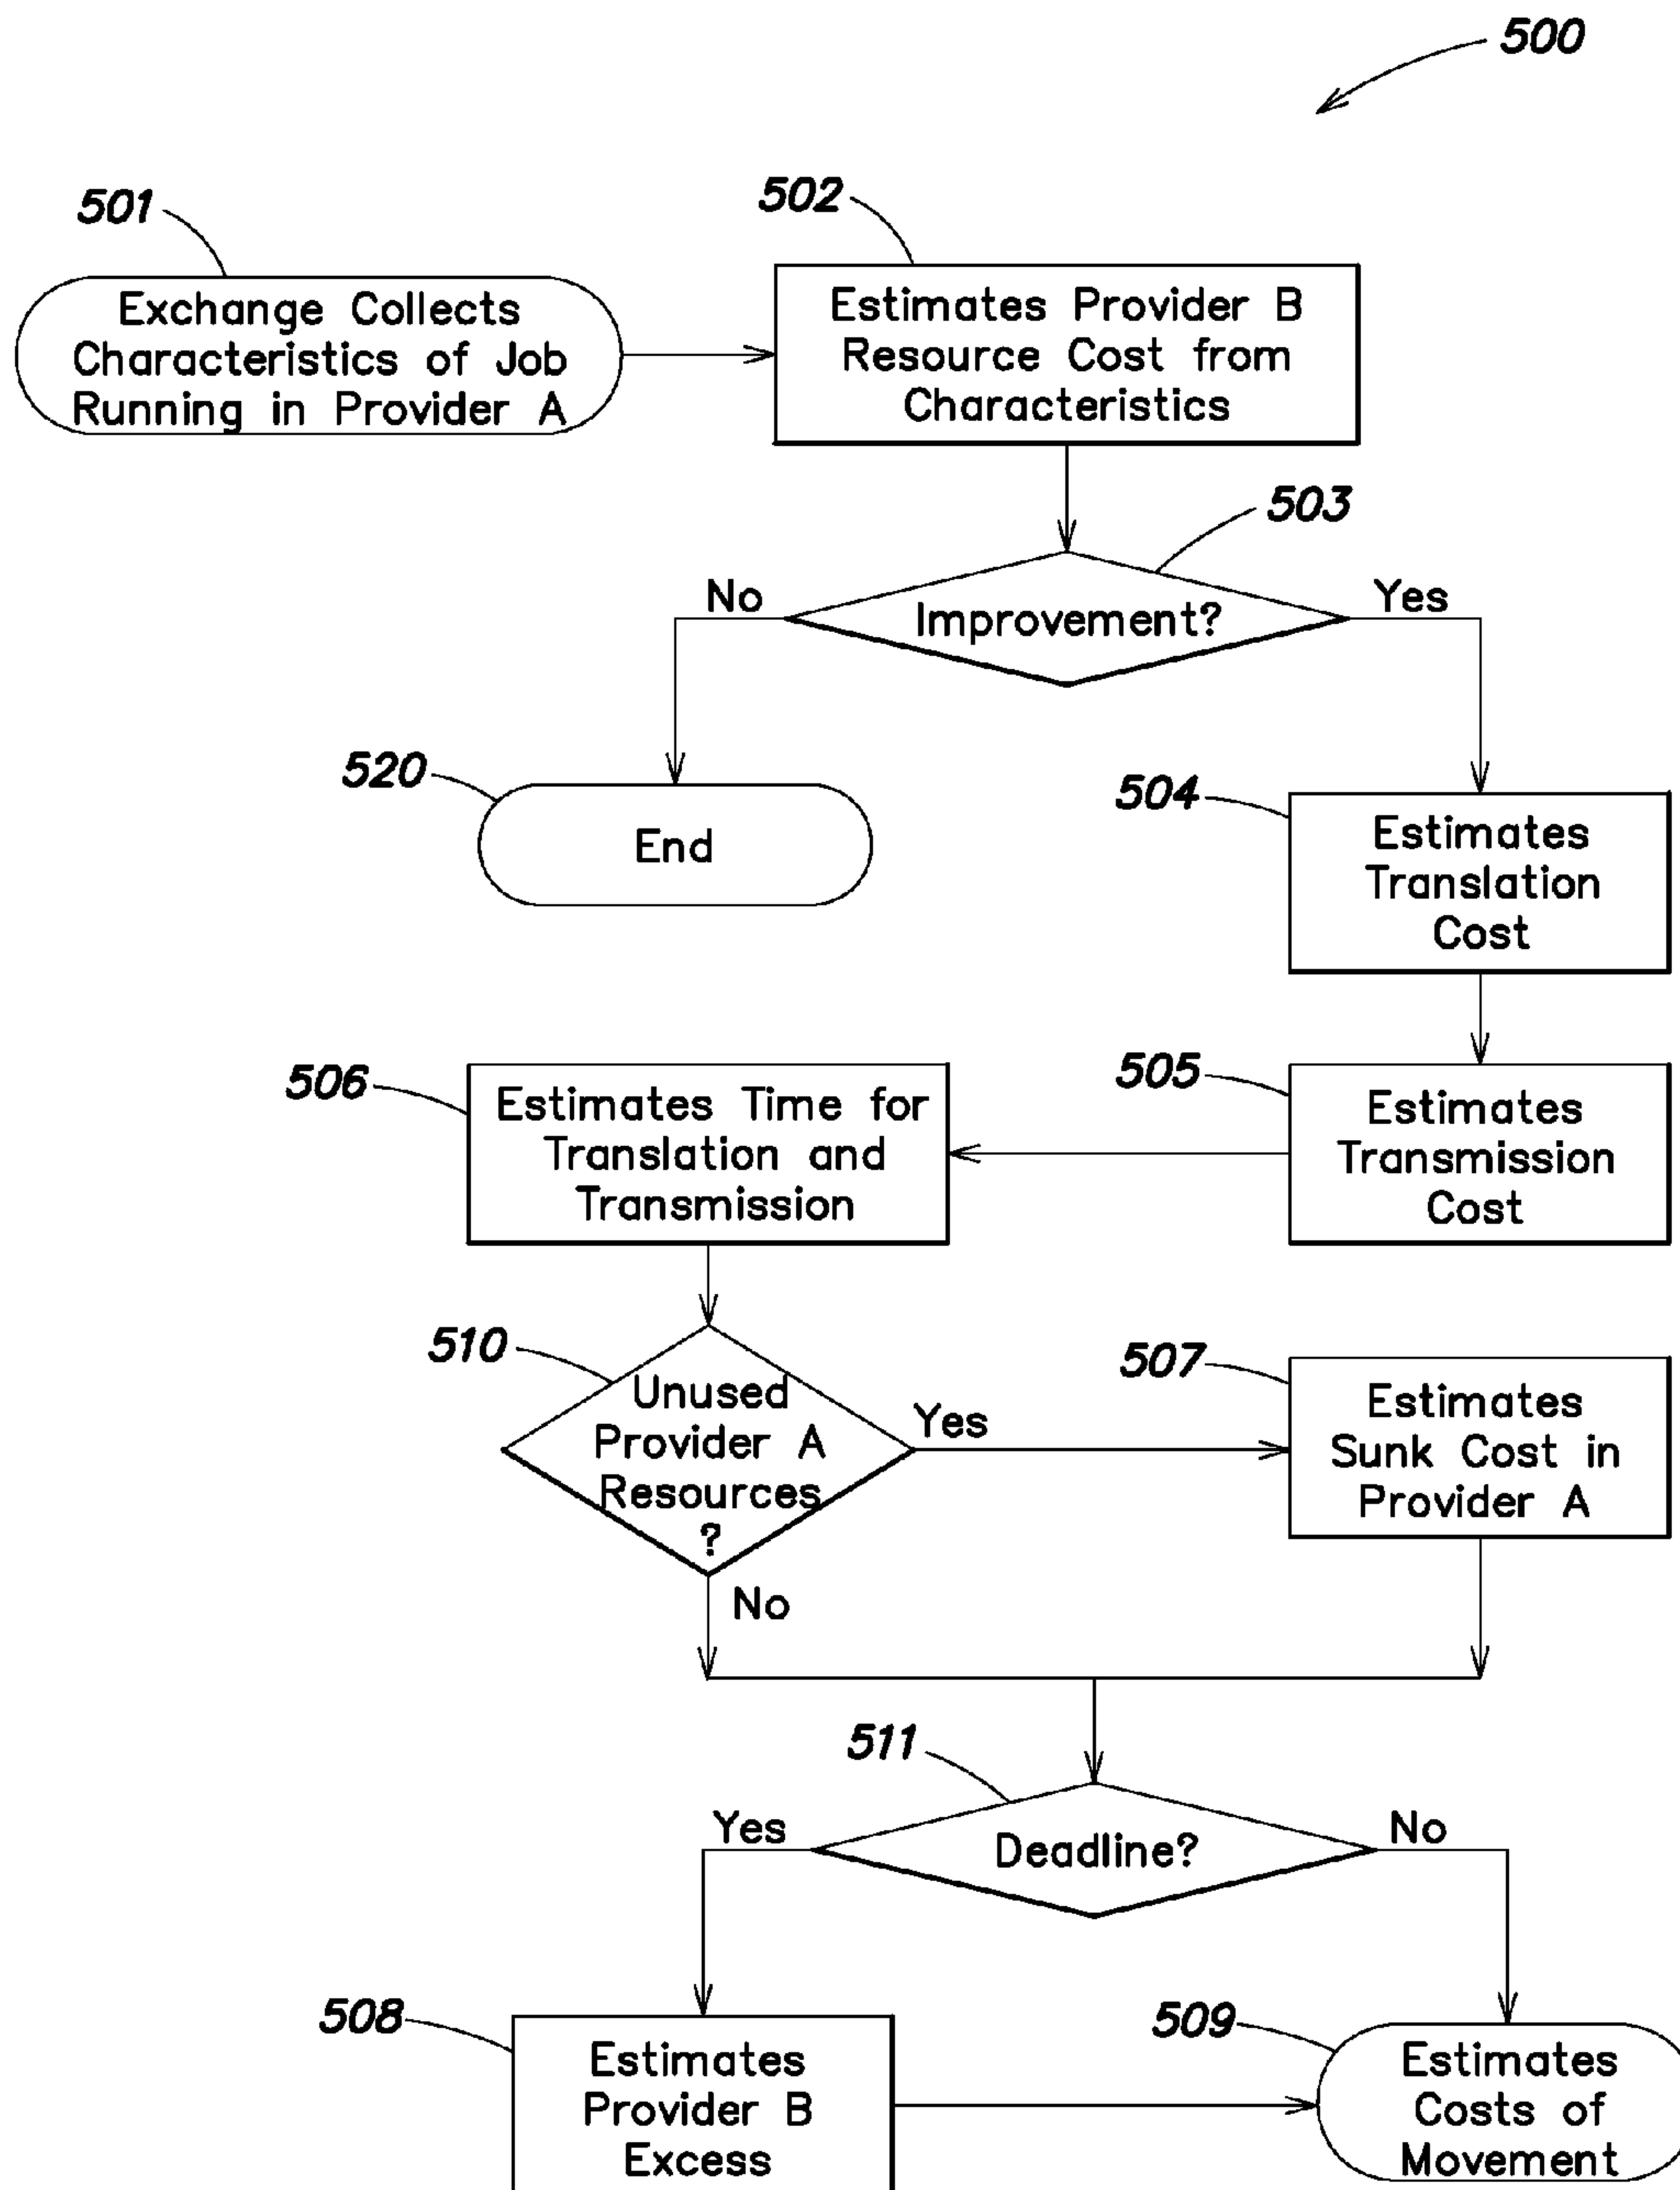 500
501
Exchange Collects
Characteristics of Job
Running in Provider A
502
Estimates Provider B
Resource Cost from
Characteristics
503
No
Improvement?
Yes
520
End
504
Estimates
Translation
Cost
506
Estimates Time for
Translation and
Transmission
505
Estimates
Transmission
Cost
510
Unused
Provider A
Resources
?
Yes
No
507
Estimates
Sunk Cost in
Provider A
511
Yes
Deadline?
No
508
Estimates
Provider B
Excess
509
Estimates
Costs of
Movement